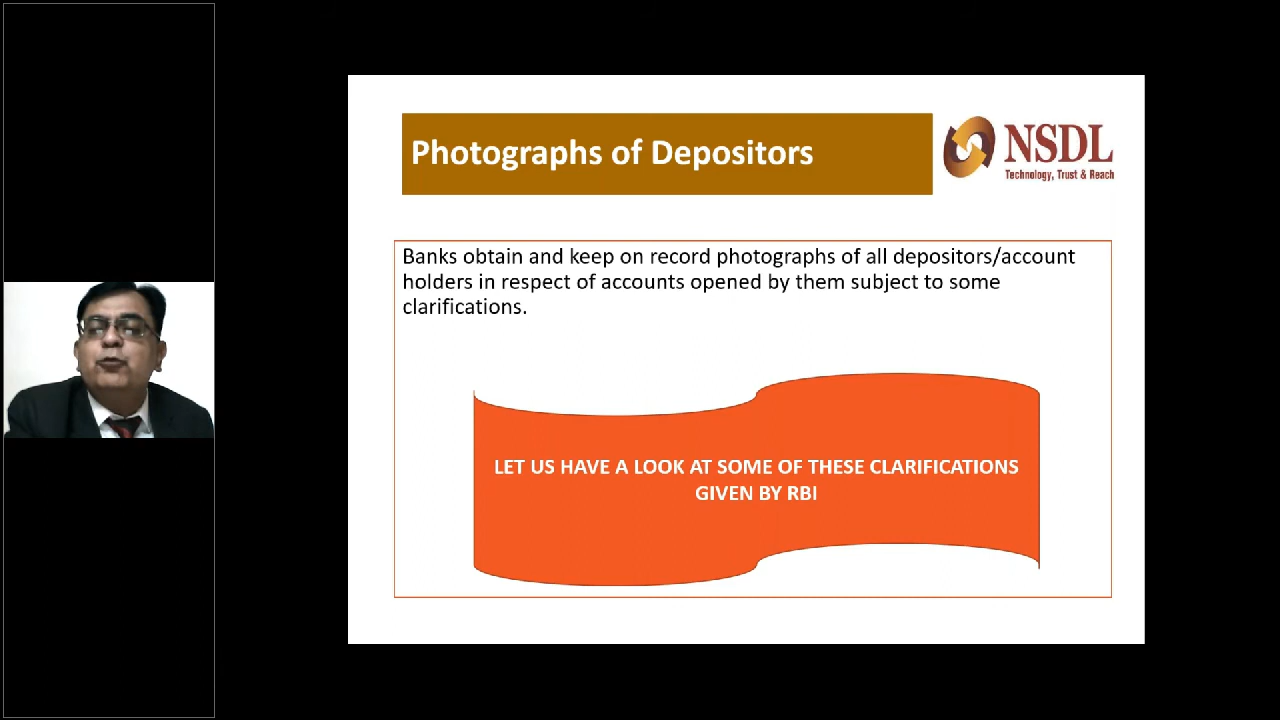 Photographs of Depositors
NSDL
Technology, Trust & Reach
Banks obtain and keep on record photographs of all depositors/account
holders in respect of accounts opened by them subject to some
clarifications.
LET US HAVE A LOOK AT SOME OF THESE CLARIFICATIONS
GIVEN BY RBI